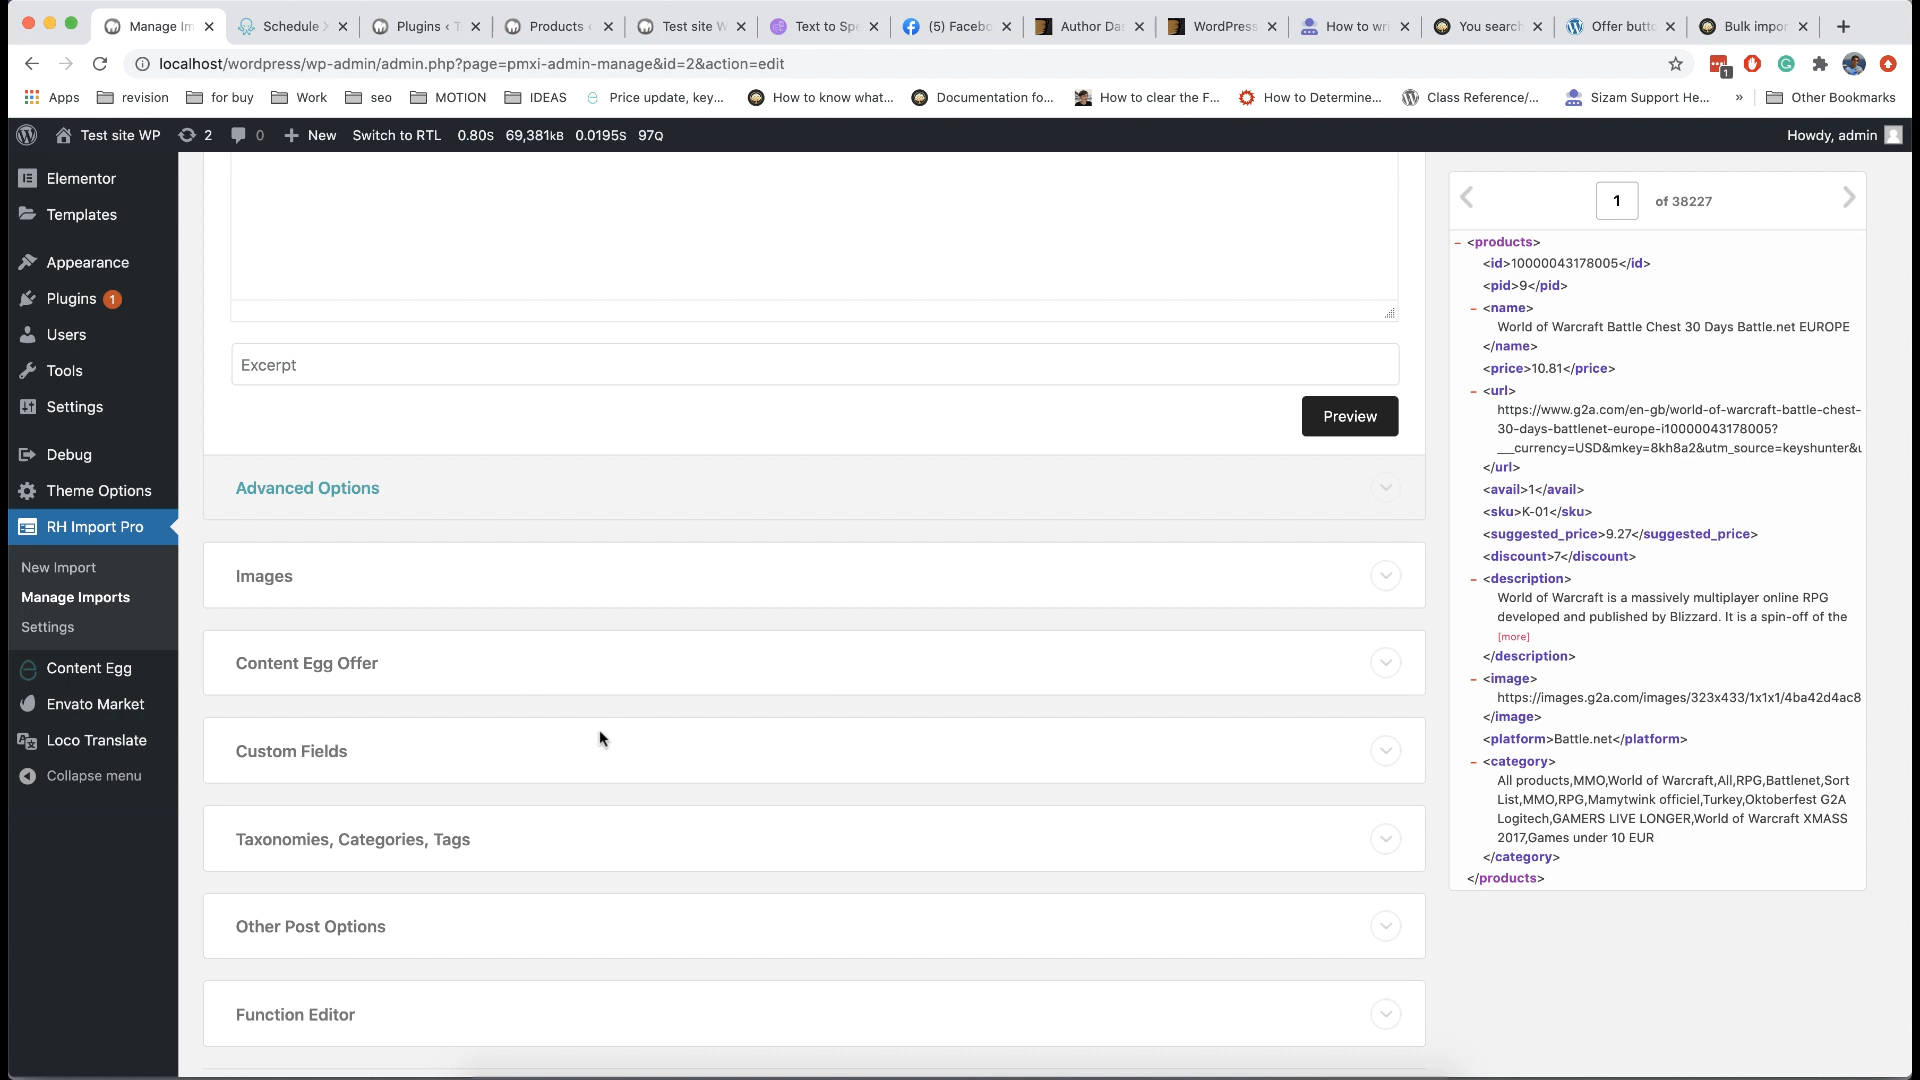 Manage Im
Schedule X
Plugins ‹ T
Products ‹
Test site W
Text to Spe
(5) Facebo
Author Das
WordPress
How to wri
You search
Offer butto
Bulk impor
localhost/wordpress/wp-admin/admin.php?page=pmxi-admin-manage&id=2&action=edit
1
Apps
revision
for buy
Work
seo
MOTION
IDEAS
Price update, key...
How to know what...
Documentation fo...
How to clear the F...
How to Determine...
Class Reference/...
Sizam Support He...
»
Other Bookmarks
Test site WP
2
0
New
Switch to RTL
0.80s 69,381kB 0.0195s 97Q
Howdy, admin
Elementor
Templates
Appearance
Plugins 1
Users
Tools
Settings
Debug
Theme Options
RH Import Pro
New Import
Manage Imports
Settings
Content Egg
Envato Market
Loco Translate
Collapse menu
Excerpt
Preview
Advanced Options
Images
Content Egg Offer
Custom Fields
Taxonomies, Categories, Tags
Other Post Options
Function Editor
1 of 38227
- <products>
<id>10000043178005</id>
<pid>9</pid>
- <name>
World of Warcraft Battle Chest 30 Days Battle.net EUROPE
</name>
<price>10.81</price>
- <url>
https://www.g2a.com/en-gb/world-of-warcraft-battle-chest-
30-days-battlenet-europe-i10000043178005?
___currency=USD&mkey=8kh8a2&utm_source=keyshunter&u
</url>
<avail>1</avail>
<sku>K-01</sku>
<suggested_price>9.27</suggested_price>
<discount>7</discount>
- <description>
World of Warcraft is a massively multiplayer online RPG
developed and published by Blizzard. It is a spin-off of the
[more]
</description>
- <image>
https://images.g2a.com/images/323x433/1x1x1/4ba42d4ac8
</image>
<platform>Battle.net</platform>
- <category>
All products,MMO,World of Warcraft,All,RPG,Battlenet,Sort
List,MMO,RPG,Mamytwink officiel,Turkey,Oktoberfest G2A
Logitech,GAMERS LIVE LONGER,World of Warcraft XMASS
2017,Games under 10 EUR
</category>
</products>